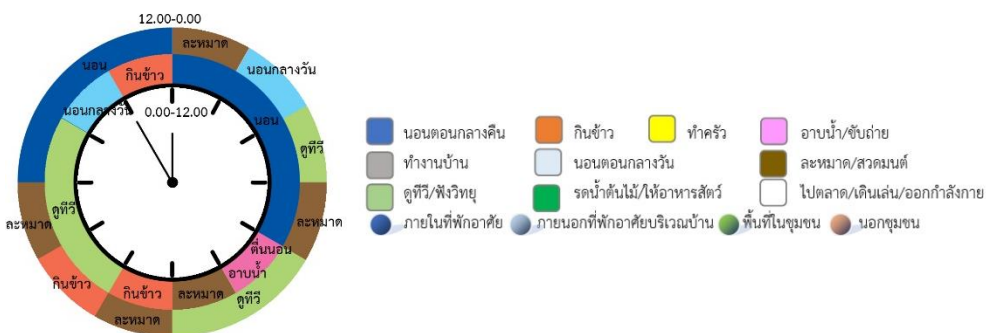 12.00-0.00
ละหมาด
นอน
กินข้าว
นอนกลางวัน
นอนกลางวัน
0.00-12.00
นอน
ดูทีวี
ดูทีวี
ละหมาด
ละหมาด
ตื่นนอน
อาบน้ำ
กินข้าว
กินข้าว
ละหมาด
ดูทีวี
ละหมาด
นอนตอนกลางคืน
กินข้าว
ทำครัว
อาบน้ำ/ขับถ่าย
ทำงานบ้าน
นอนตอนกลางวัน
ละหมาด/สวดมนต์
ดูทีวี/ฟังวิทยุ
รดน้ำต้นไม้/ให้อาหารสัตว์
ไปตลาด/เดินเล่น/ออกกำลังกาย
ภายในที่พักอาศัย
ภายนอกที่พักอาศัยบริเวณบ้าน
พื้นที่ในชุมชน
นอกชุมชน